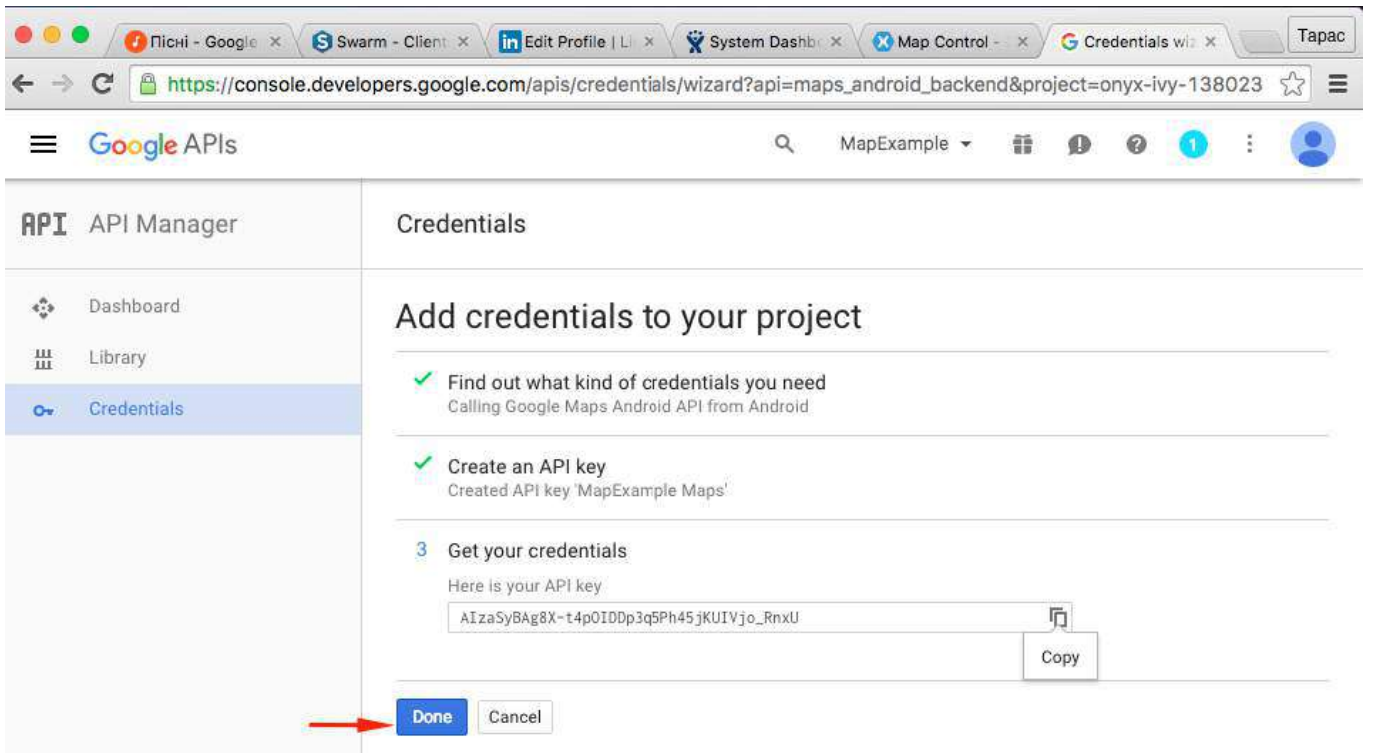 Пісні - Google
Swarm - Client
Edit Profile | Li
System Dashb
Map Control -
Credentials wiz
Тарас
https://console.developers.google.com/apis/credentials/wizard?api=maps_android_backend&project=onyx-ivy-138023
Google APIs
MapExample
1
API API Manager
Credentials
Dashboard
Library
Credentials
Add credentials to your project
Find out what kind of credentials you need
Calling Google Maps Android API from Android
Create an API key
Created API key 'MapExample Maps'
3 Get your credentials
Here is your API key
AIzaSyBAg8X-t4pOIDDp3q5Ph45jKUIVjo_RnxU
Copy
Done
Cancel